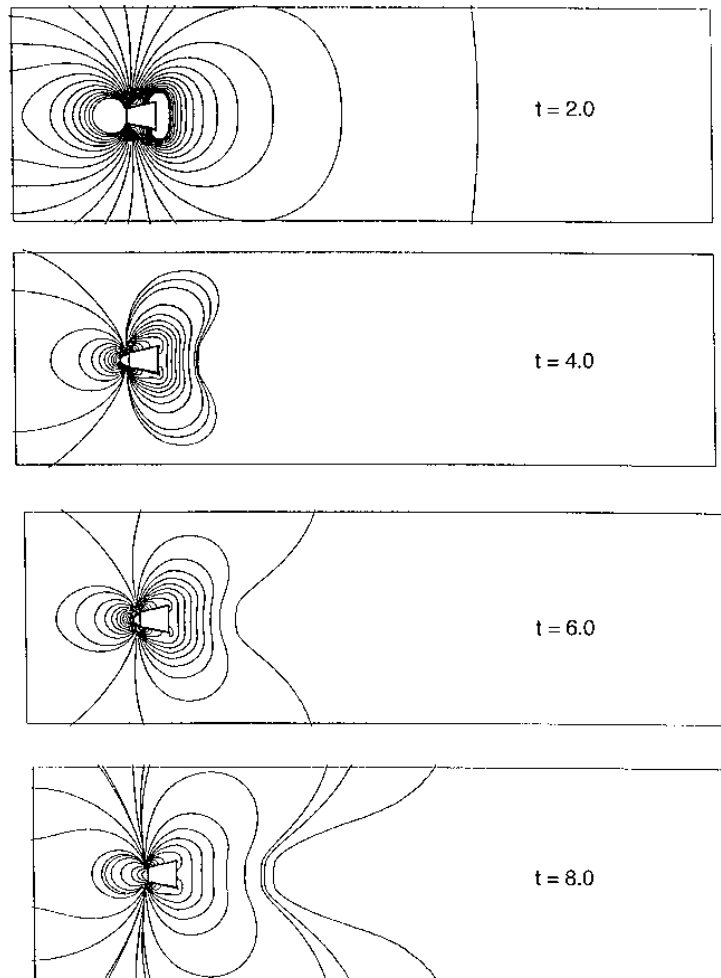 t = 2.0
t = 4.0
t = 6.0
t = 8.0